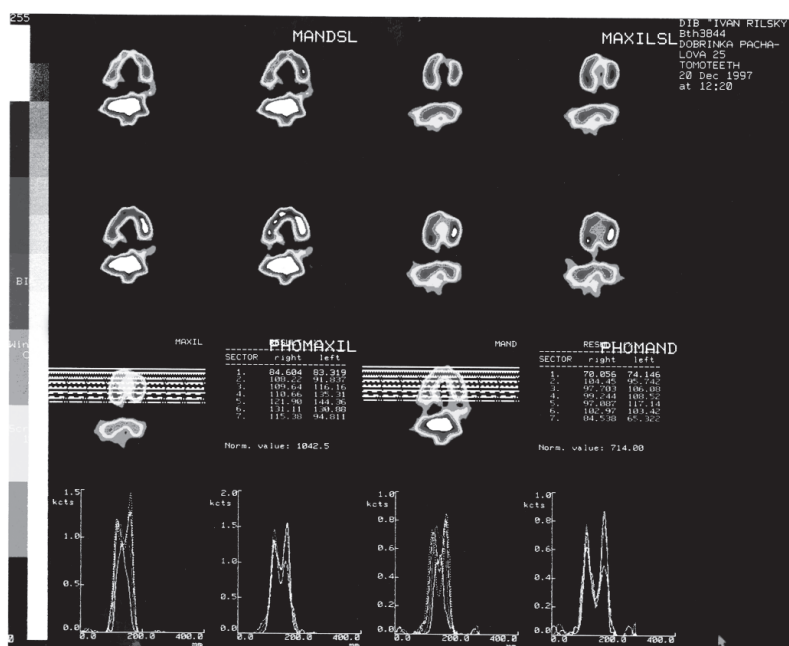 255
MANDSL
MAXILSL
DIB "IVAN RILSKY
Bth3844
DOBRINKA PACHA-
LOVA 25
TOMOTEETH
20 Dec 1997
at 12:20
MAXIL
PHOMAXIL
SECTOR right left
1. 84.604 83.319
2. 108.22 91.837
3. 109.64 116.16
4. 110.66 135.31
5. 121.90 144.36
6. 131.11 130.88
7. 115.38 94.811
Norm. value: 1042.5
MAND
PHOMAND
SECTOR right left
1. 70.056 74.146
2. 104.45 95.742
3. 97.703 106.88
4. 99.244 108.52
5. 97.087 117.14
6. 102.97 103.42
7. 84.538 65.322
Norm. value: 714.00
1.5
kcts
1.0
0.5
0.0
0.0 200.0 400.0
mm
2.0
kcts
1.5
1.0
0.5
0.0
0.0 200.0 400.0
mm
1.0
kcts
0.8
0.6
0.4
0.2
0.0
0.0 200.0 400.0
mm
1.0
kcts
0.8
0.6
0.4
0.2
0.0
0.0 200.0 400.0
mm